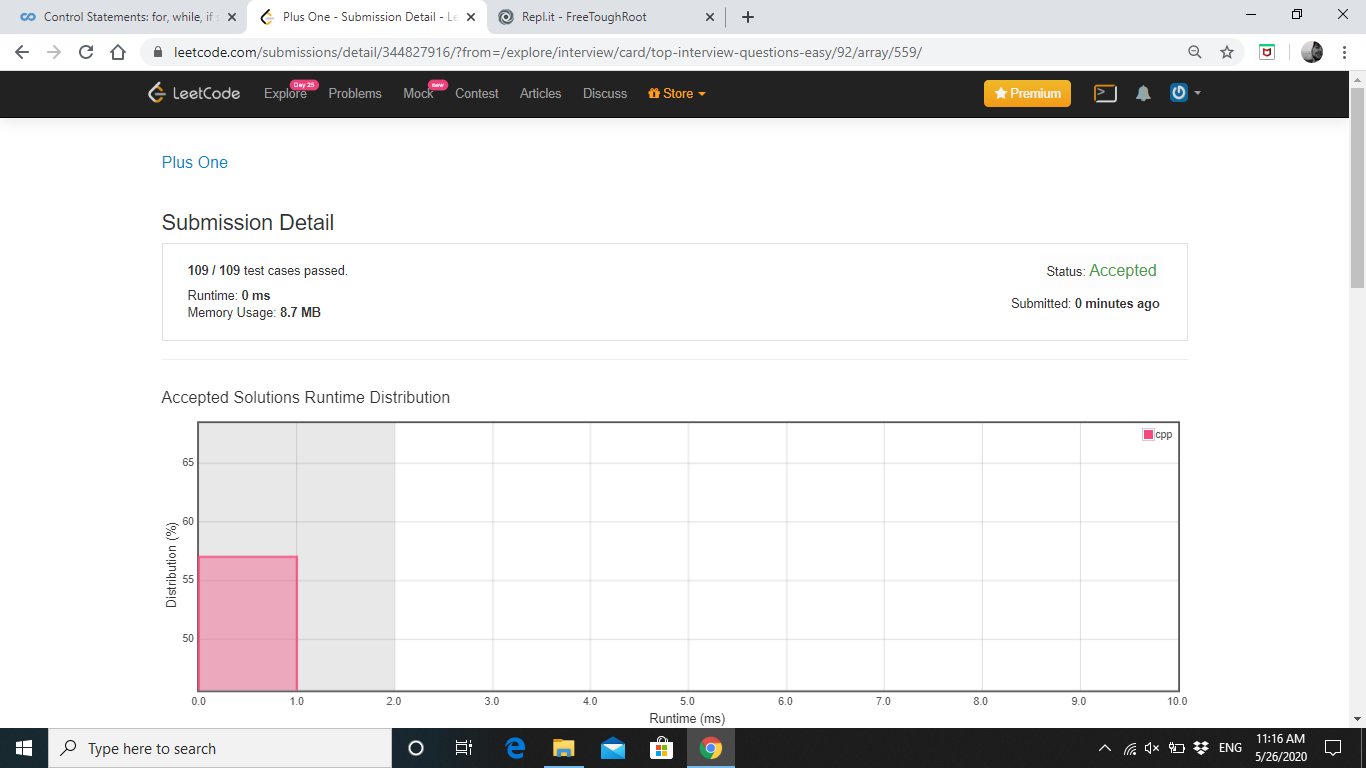 Control Statements: for, while, if
Plus One - Submission Detail - Le
Repl.it - FreeToughRoot
leetcode.com/submissions/detail/344827916/?from=/explore/interview/card/top-interview-questions-easy/92/array/559/
LeetCode
Explore
Day 25
Problems
Mock
new
Contest
Articles
Discuss
Store
Premium
Plus One
Submission Detail
109 / 109 test cases passed.
Status: Accepted
Runtime: 0 ms
Submitted: 0 minutes ago
Memory Usage: 8.7 MB
Accepted Solutions Runtime Distribution
cpp
65
60
55
50
Distribution (%)
0.0 1.0 2.0 3.0 4.0 5.0 6.0 7.0 8.0 9.0 10.0
Runtime (ms)
Type here to search
ENG
11:16 AM
5/26/2020